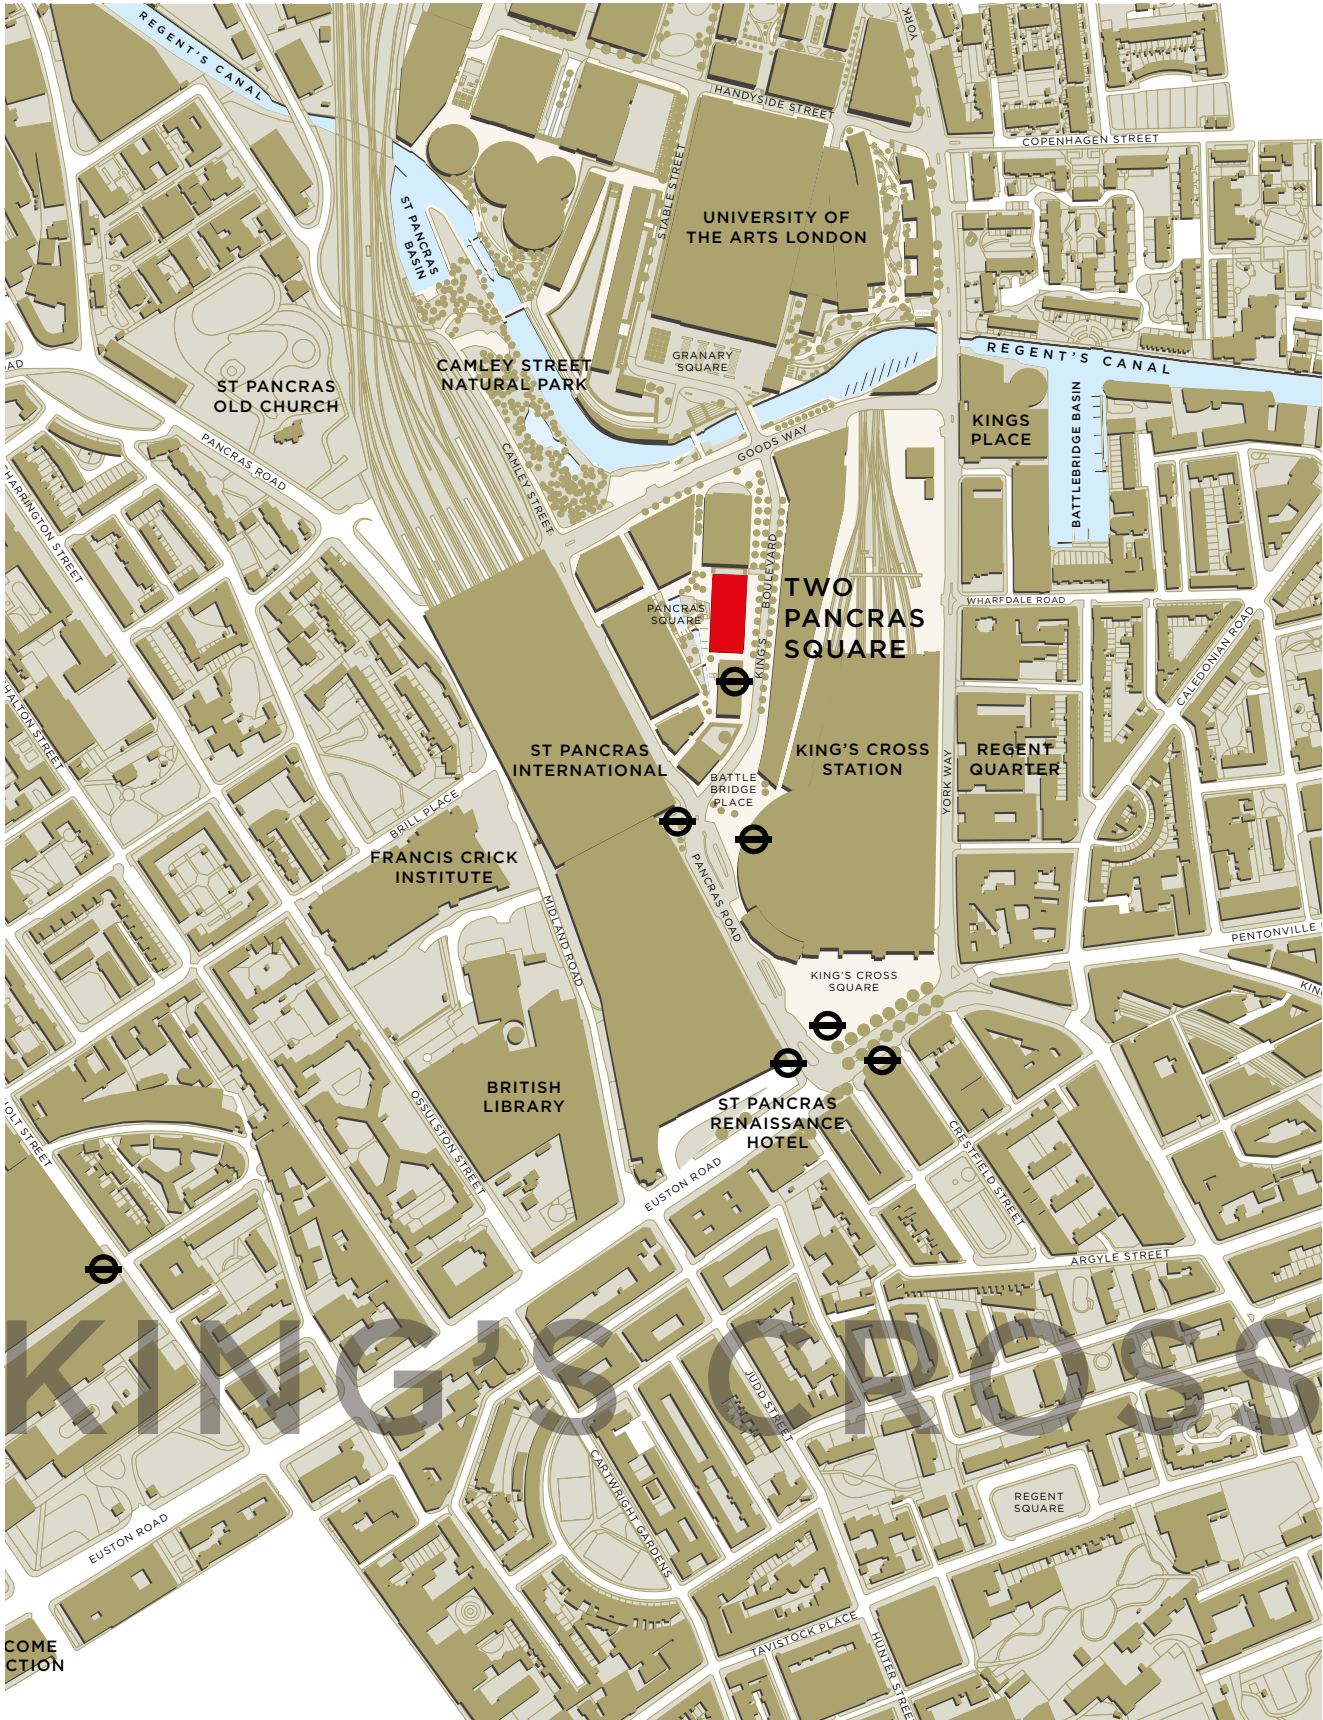 REGENT'S CANAL
YORK
HANDYSIDE STREET
COPENHAGEN STREET
STABLE STREET
ST PANCRAS
BASIN
UNIVERSITY OF
THE ARTS LONDON
GRANARY
SQUARE
REGENT'S CANAL
CAMLEY STREET
NATURAL PARK
ST PANCRAS
OLD CHURCH
KINGS
PLACE
BATTLEBRIDGE BASIN
PANCRAS ROAD
CAMLEY STREET
GOODS WAY
CHARRINGTON STREET
KING'S BOULEVARD
PANCRAS
SQUARE
TWO
PANCRAS
SQUARE
WHARFDALE ROAD
CALEDONIAN ROAD
ST PANCRAS
INTERNATIONAL
KING'S CROSS
STATION
REGENT
QUARTER
YORK WAY
BATTLE
BRIDGE
PLACE
BRILL PLACE
FRANCIS CRICK
INSTITUTE
MIDLAND ROAD
PANCRAS ROAD
PENTONVILLE
KING'S CROSS
SQUARE
BRITISH
LIBRARY
OSSULSTON STREET
ST PANCRAS
RENAISSANCE
HOTEL
EUSTON ROAD
CRESTFIELD STREET
ARGYLE STREET
KING'S CROSS
JUDD STREET
CARTWRIGHT GARDENS
REGENT
SQUARE
EUSTON ROAD
TAVISTOCK PLACE
HUNTER STREET
COME
CTION